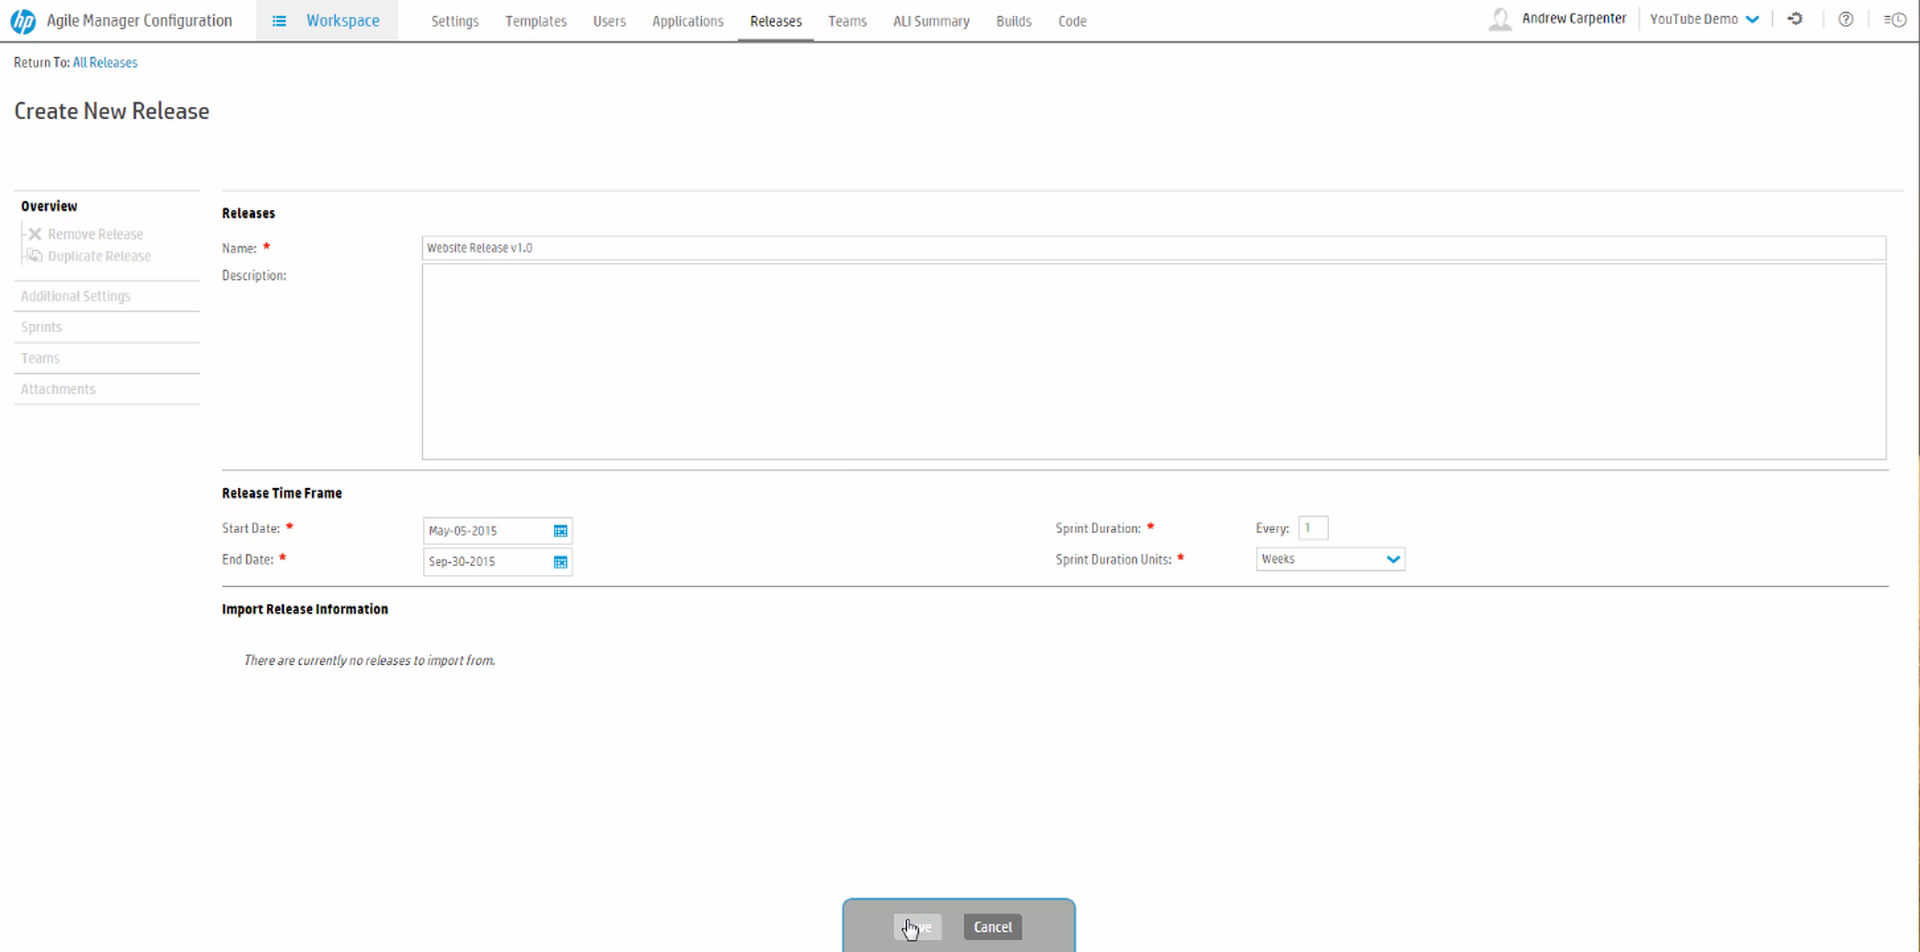 hp Agile Manager Configuration Workspace Settings Templates Users Applications Releases Teams ALI Summary Builds Code Andrew Carpenter YouTube Demo
Return To: All Releases
Create New Release
Overview
Remove Release
Duplicate Release
Additional Settings
Sprints
Teams
Attachments
Releases
Name: * Website Release v1.0
Description:
Release Time Frame
Start Date: * May-05-2015 Sprint Duration: * Every: 1
End Date: * Sep-30-2015 Sprint Duration Units: * Weeks
Import Release Information
There are currently no releases to import from.
Cancel